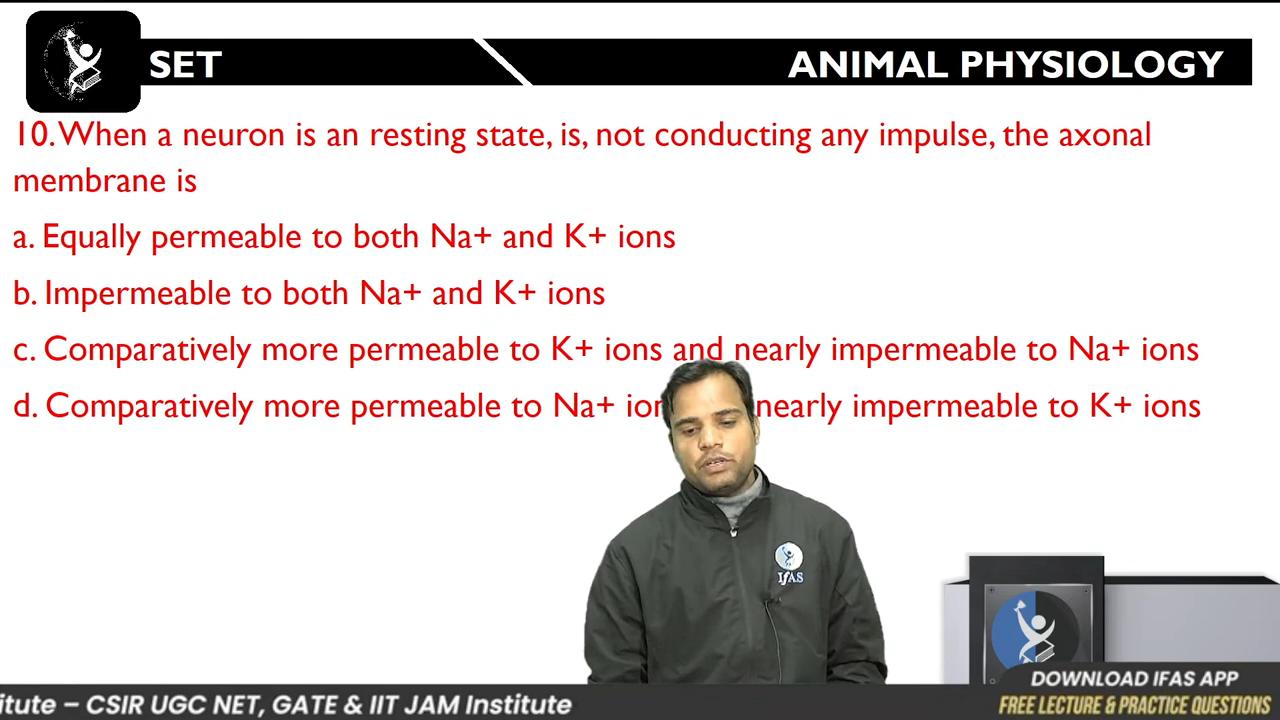 SET
ANIMAL PHYSIOLOGY
10. When a neuron is an resting state, is, not conducting any impulse, the axonal
membrane is
a. Equally permeable to both Na+ and K+ ions
b. Impermeable to both Na+ and K+ ions
c. Comparatively more permeable to K+ ions and nearly impermeable to Na+ ions
d. Comparatively more permeable to Na+ nearly impermeable to K+ ions
IfAS
DOWNLOAD IFAS APP
itute – CSIR UGC NET, GATE & IIT JAM Institute
FREE LECTURE & PRACTICE QUESTIONS